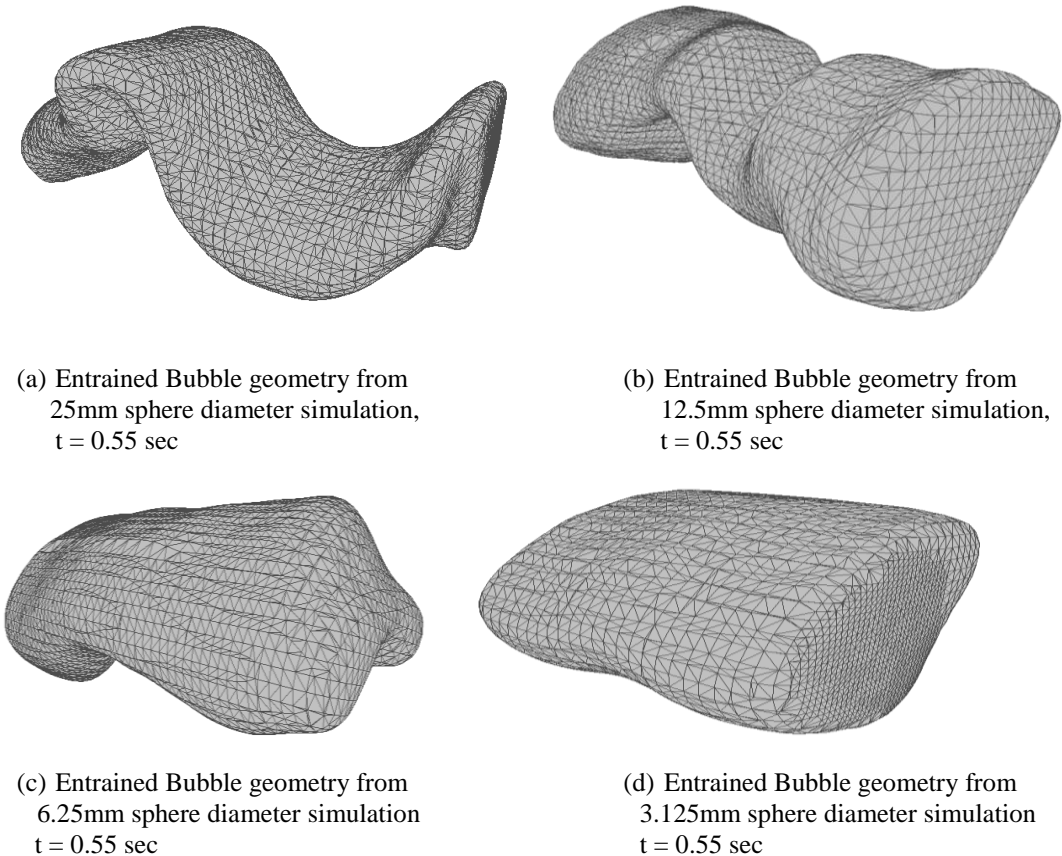 (a) Entrained Bubble geometry from
25mm sphere diameter simulation,
t = 0.55 sec
(b) Entrained Bubble geometry from
12.5mm sphere diameter simulation,
t = 0.55 sec
(c) Entrained Bubble geometry from
6.25mm sphere diameter simulation
t = 0.55 sec
(d) Entrained Bubble geometry from
3.125mm sphere diameter simulation
t = 0.55 sec